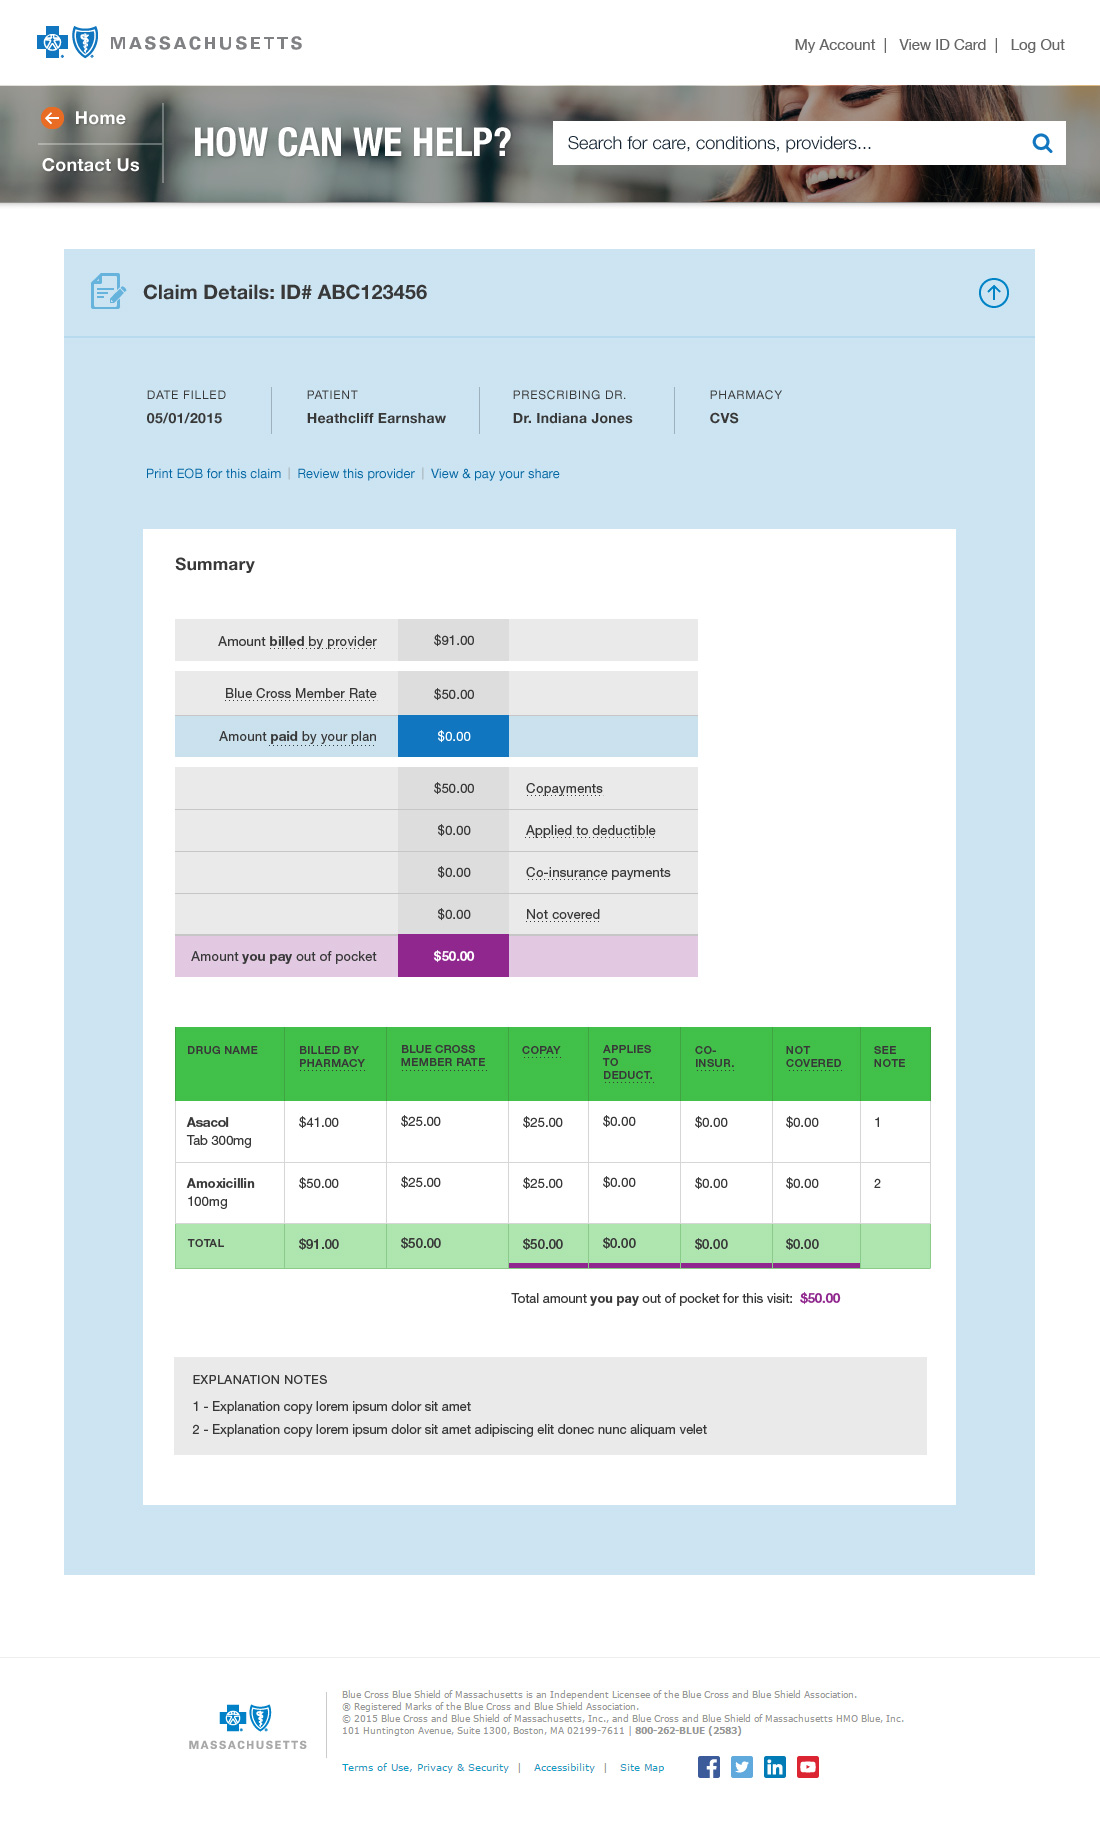 MASSACHUSETTS
My Account | View ID Card | Log Out
Home
Contact Us
HOW CAN WE HELP?
Search for care, conditions, providers...
Claim Details: ID# ABC123456
DATE FILLED PATIENT PRESCRIBING DR. PHARMACY
05/01/2015 Heathcliff Earnshaw Dr. Indiana Jones CVS
Print EOB for this claim | Review this provider | View & pay your share
Summary
Amount billed by provider $91.00
Blue Cross Member Rate $50.00
Amount paid by your plan $0.00
$50.00 Copayments
$0.00 Applied to deductible
$0.00 Co-insurance payments
$0.00 Not covered
Amount you pay out of pocket $50.00
DRUG NAME BILLED BY PHARMACY BLUE CROSS MEMBER RATE COPAY APPLIES TO DEDUCT. CO-INSUR. NOT COVERED SEE NOTE
Asacol $41.00 $25.00 $25.00 $0.00 $0.00 $0.00 1
Tab 300mg
Amoxicillin $50.00 $25.00 $25.00 $0.00 $0.00 $0.00 2
100mg
TOTAL $91.00 $50.00 $50.00 $0.00 $0.00 $0.00
Total amount you pay out of pocket for this visit: $50.00
EXPLANATION NOTES
1 - Explanation copy lorem ipsum dolor sit amet
2 - Explanation copy lorem ipsum dolor sit amet adipiscing elit donec nunc aliquam velet
MASSACHUSETTS
Blue Cross Blue Shield of Massachusetts is an Independent Licensee of the Blue Cross and Blue Shield Association.
® Registered Marks of the Blue Cross and Blue Shield Association.
© 2015 Blue Cross and Blue Shield of Massachusetts, Inc., and Blue Cross and Blue Shield of Massachusetts HMO Blue, Inc.
101 Huntington Avenue, Suite 1300, Boston, MA 02199-7611 | 800-262-BLUE (2583)
Terms of Use, Privacy & Security | Accessibility | Site Map